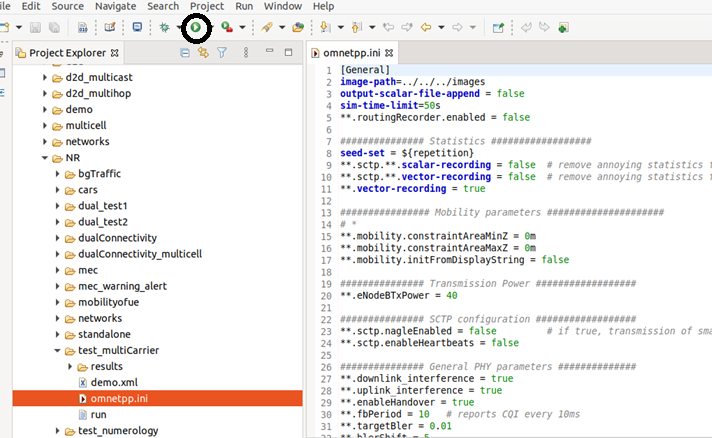 ile Edit Source Navigate Search Project Run Window Help
Project Explorer
d2d_multicast
d2d_multihop
demo
multicell
networks
NR
bgTraffic
cars
dual_test1
dual_test2
dualConnectivity
dualConnectivity_multicell
mec
mec_warning_alert
mobilityofue
networks
standalone
test_multiCarrier
results
demo.xml
omnetpp.ini
run
test_numerology
omnetpp.ini
1 [General]
2 image-path=../../../images
3 output-scalar-file-append = false
4 sim-time-limit=50s
5 **.routingRecorder.enabled = false
6
7 ############### Statistics ##################
8 seed-set = ${repetition}
9 **.sctp.**.scalar-recording = false # remove annoying statistics
10 **.sctp.**.vector-recording = false # remove annoying statistics
11 **.vector-recording = true
12
13 ################ Mobility parameters #####################
14 # *
15 **.mobility.constraintAreaMinZ = 0m
16 **.mobility.constraintAreaMaxZ = 0m
17 **.mobility.initFromDisplayString = false
18
19 ############### Transmission Power ##################
20 **.eNodeBTxPower = 40
21
22 ############### SCTP configuration ##################
23 **.sctp.nagleEnabled = false # if true, transmission of sma
24 **.sctp.enableHeartbeats = false
25
26 ############### General PHY parameters ##############
27 **.downlink_interference = true
28 **.uplink_interference = true
29 **.enableHandover = true
30 **.fbPeriod = 10 # reports CQI every 10ms
31 **.targetBler = 0.01
32 **.blerShift = 5